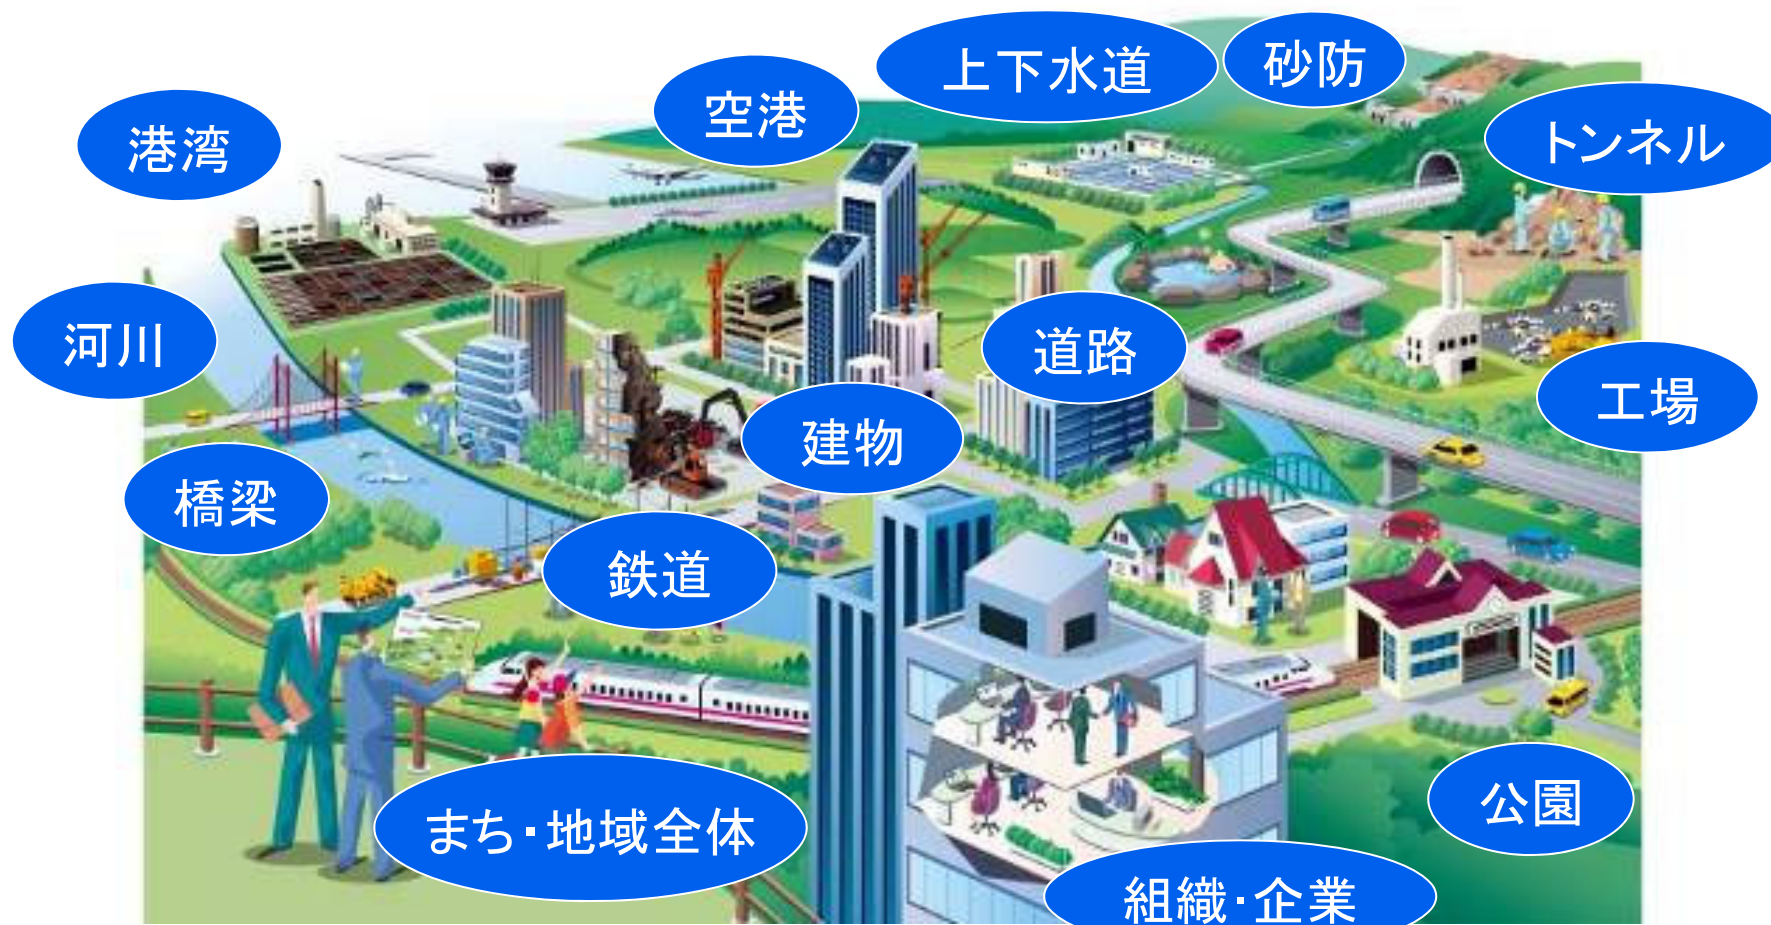 上下水道
砂防
空港
港湾
トンネル
河川
道路
工場
建物
橋梁
鉄道
公園
まち・地域全体
組織・企業